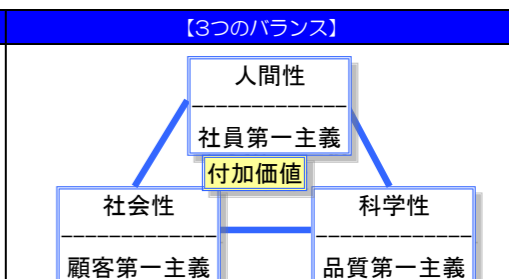 【3つのバランス】
人間性
社員第一主義
付加価値
社会性
顧客第一主義
科学性
品質第一主義